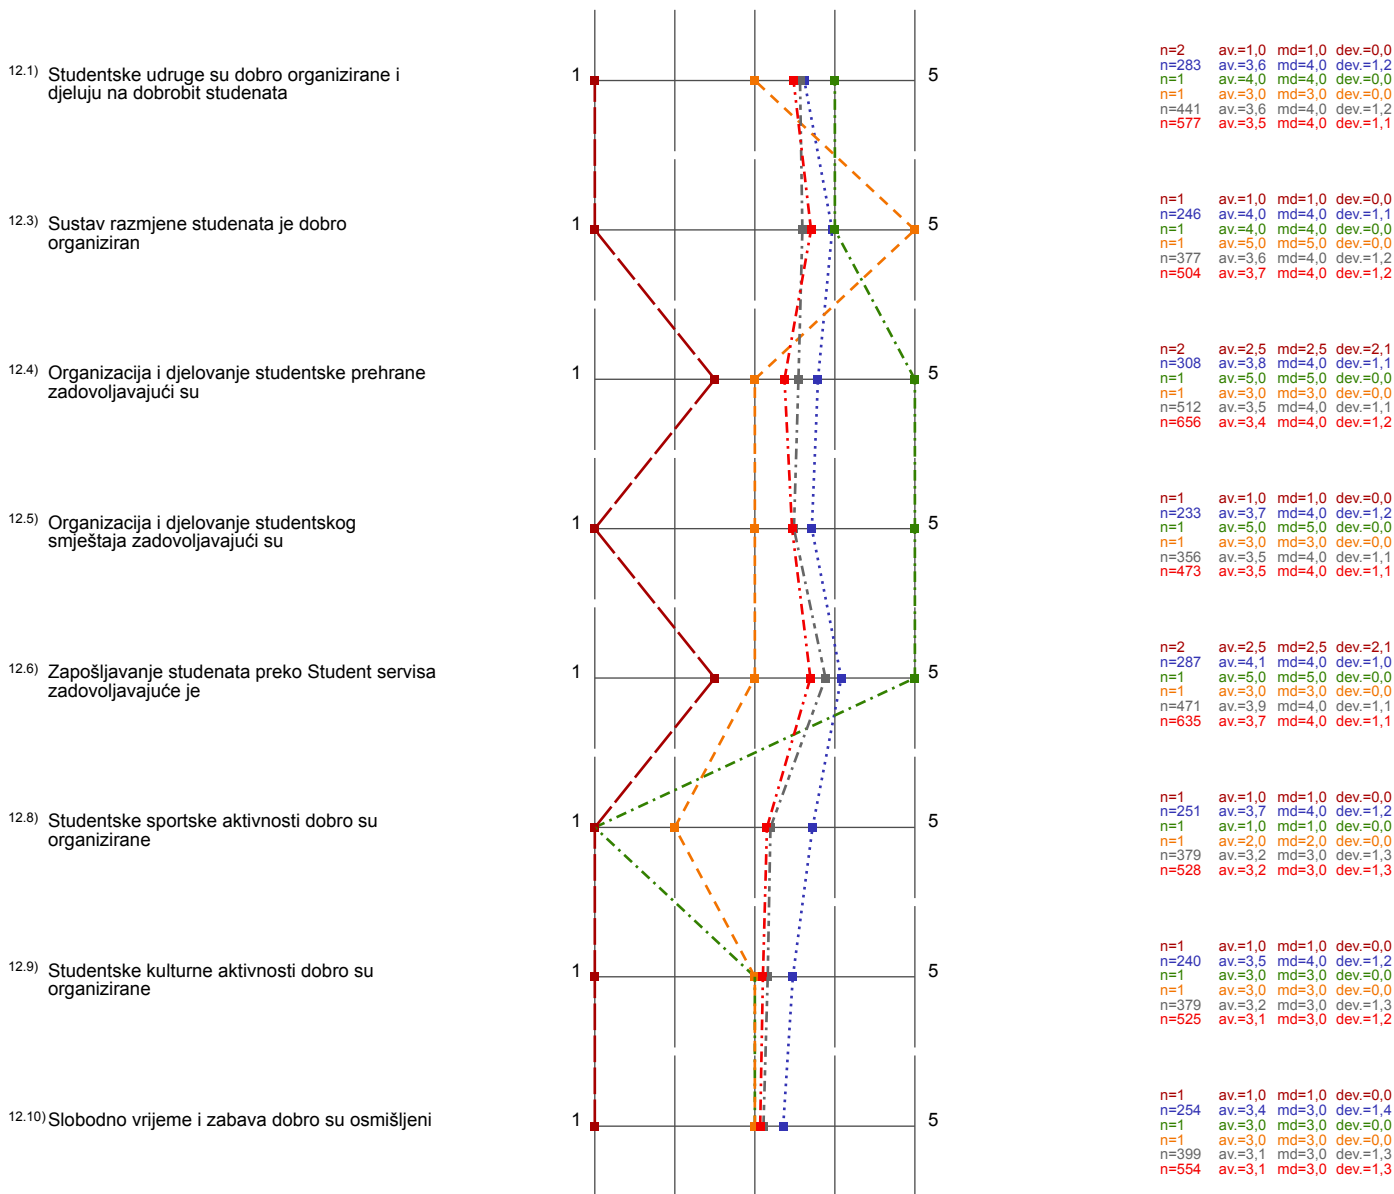 12.1) Studentske udruge su dobro organizirane i
djeluju na dobrobit studenata
1 5
n=2 av.=1,0 md=1,0 dev.=0,0
n=283 av.=3,6 md=4,0 dev.=1,2
n=1 av.=4,0 md=4,0 dev.=0,0
n=1 av.=3,0 md=3,0 dev.=0,0
n=441 av.=3,6 md=4,0 dev.=1,2
n=577 av.=3,5 md=4,0 dev.=1,1
12.3) Sustav razmjene studenata je dobro
organiziran
1 5
n=1 av.=1,0 md=1,0 dev.=0,0
n=246 av.=4,0 md=4,0 dev.=1,1
n=1 av.=4,0 md=4,0 dev.=0,0
n=1 av.=5,0 md=5,0 dev.=0,0
n=377 av.=3,6 md=4,0 dev.=1,2
n=504 av.=3,7 md=4,0 dev.=1,2
12.4) Organizacija i djelovanje studentske prehrane
zadovoljavajući su
1 5
n=2 av.=2,5 md=2,5 dev.=2,1
n=308 av.=3,8 md=4,0 dev.=1,1
n=1 av.=5,0 md=5,0 dev.=0,0
n=1 av.=3,0 md=3,0 dev.=0,0
n=512 av.=3,5 md=4,0 dev.=1,1
n=656 av.=3,4 md=4,0 dev.=1,2
12.5) Organizacija i djelovanje studentskog
smještaja zadovoljavajući su
1 5
n=1 av.=1,0 md=1,0 dev.=0,0
n=233 av.=3,7 md=4,0 dev.=1,2
n=1 av.=5,0 md=5,0 dev.=0,0
n=1 av.=3,0 md=3,0 dev.=0,0
n=356 av.=3,5 md=4,0 dev.=1,1
n=473 av.=3,5 md=4,0 dev.=1,1
12.6) Zapošljavanje studenata preko Student servisa
zadovoljavajuće je
1 5
n=2 av.=2,5 md=2,5 dev.=2,1
n=287 av.=4,1 md=4,0 dev.=1,0
n=1 av.=5,0 md=5,0 dev.=0,0
n=1 av.=3,0 md=3,0 dev.=0,0
n=471 av.=3,9 md=4,0 dev.=1,1
n=635 av.=3,7 md=4,0 dev.=1,1
12.8) Studentske sportske aktivnosti dobro su
organizirane
1 5
n=1 av.=1,0 md=1,0 dev.=0,0
n=251 av.=3,7 md=4,0 dev.=1,2
n=1 av.=1,0 md=1,0 dev.=0,0
n=1 av.=2,0 md=2,0 dev.=0,0
n=379 av.=3,2 md=3,0 dev.=1,3
n=528 av.=3,2 md=3,0 dev.=1,3
12.9) Studentske kulturne aktivnosti dobro su
organizirane
1 5
n=1 av.=1,0 md=1,0 dev.=0,0
n=240 av.=3,5 md=4,0 dev.=1,2
n=1 av.=3,0 md=3,0 dev.=0,0
n=1 av.=3,0 md=3,0 dev.=0,0
n=379 av.=3,2 md=3,0 dev.=1,3
n=525 av.=3,1 md=3,0 dev.=1,2
12.10) Slobodno vrijeme i zabava dobro su osmišljeni
1 5
n=1 av.=1,0 md=1,0 dev.=0,0
n=254 av.=3,4 md=3,0 dev.=1,4
n=1 av.=3,0 md=3,0 dev.=0,0
n=1 av.=3,0 md=3,0 dev.=0,0
n=399 av.=3,1 md=3,0 dev.=1,3
n=554 av.=3,1 md=3,0 dev.=1,3